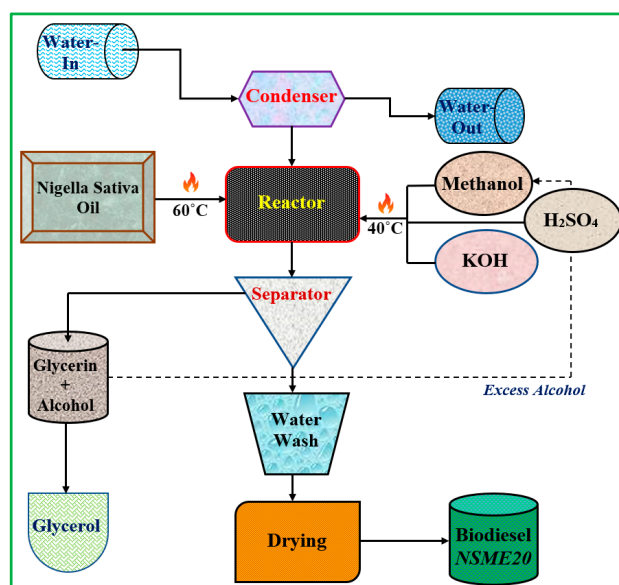 Water-
In
Condenser
Water-
Out
Nigella Sativa
Oil
60°C
Reactor
40°C
Methanol
H₂SO₄
KOH
Separator
Glycerin
+
Alcohol
Excess Alcohol
Water
Wash
Glycerol
Drying
Biodiesel
NSME20